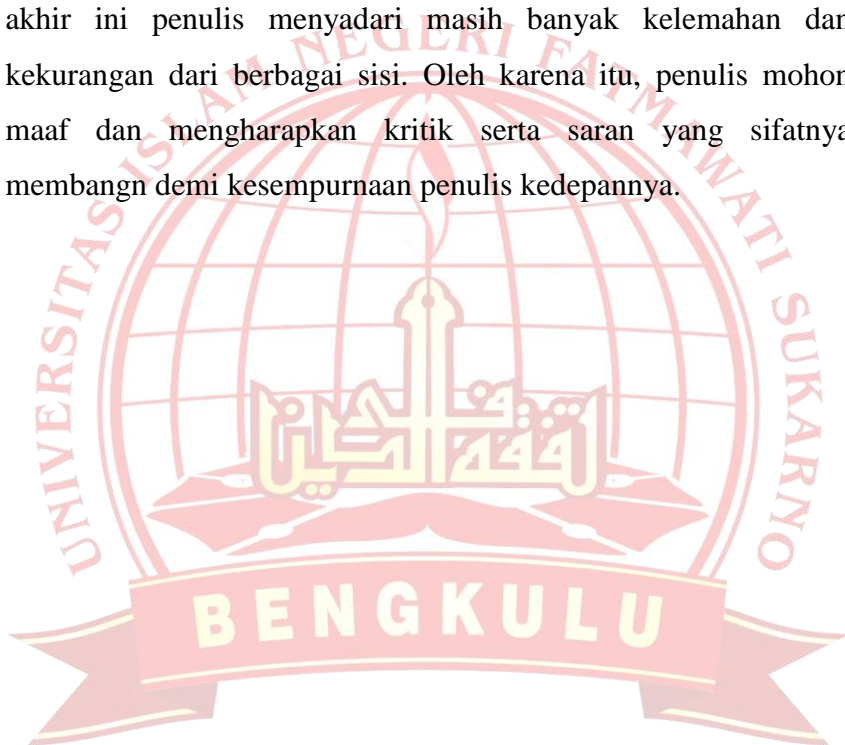 akhir ini penulis menyadari masih banyak kelemahan dan
kekurangan dari berbagai sisi. Oleh karena itu, penulis mohon
maaf dan mengharapkan kritik serta saran yang sifatnya
membangn demi kesempurnaan penulis kedepannya.
UNIVERSITAS ISLAM NEGERI FATMAWATI SUKARNO
BENGKULU